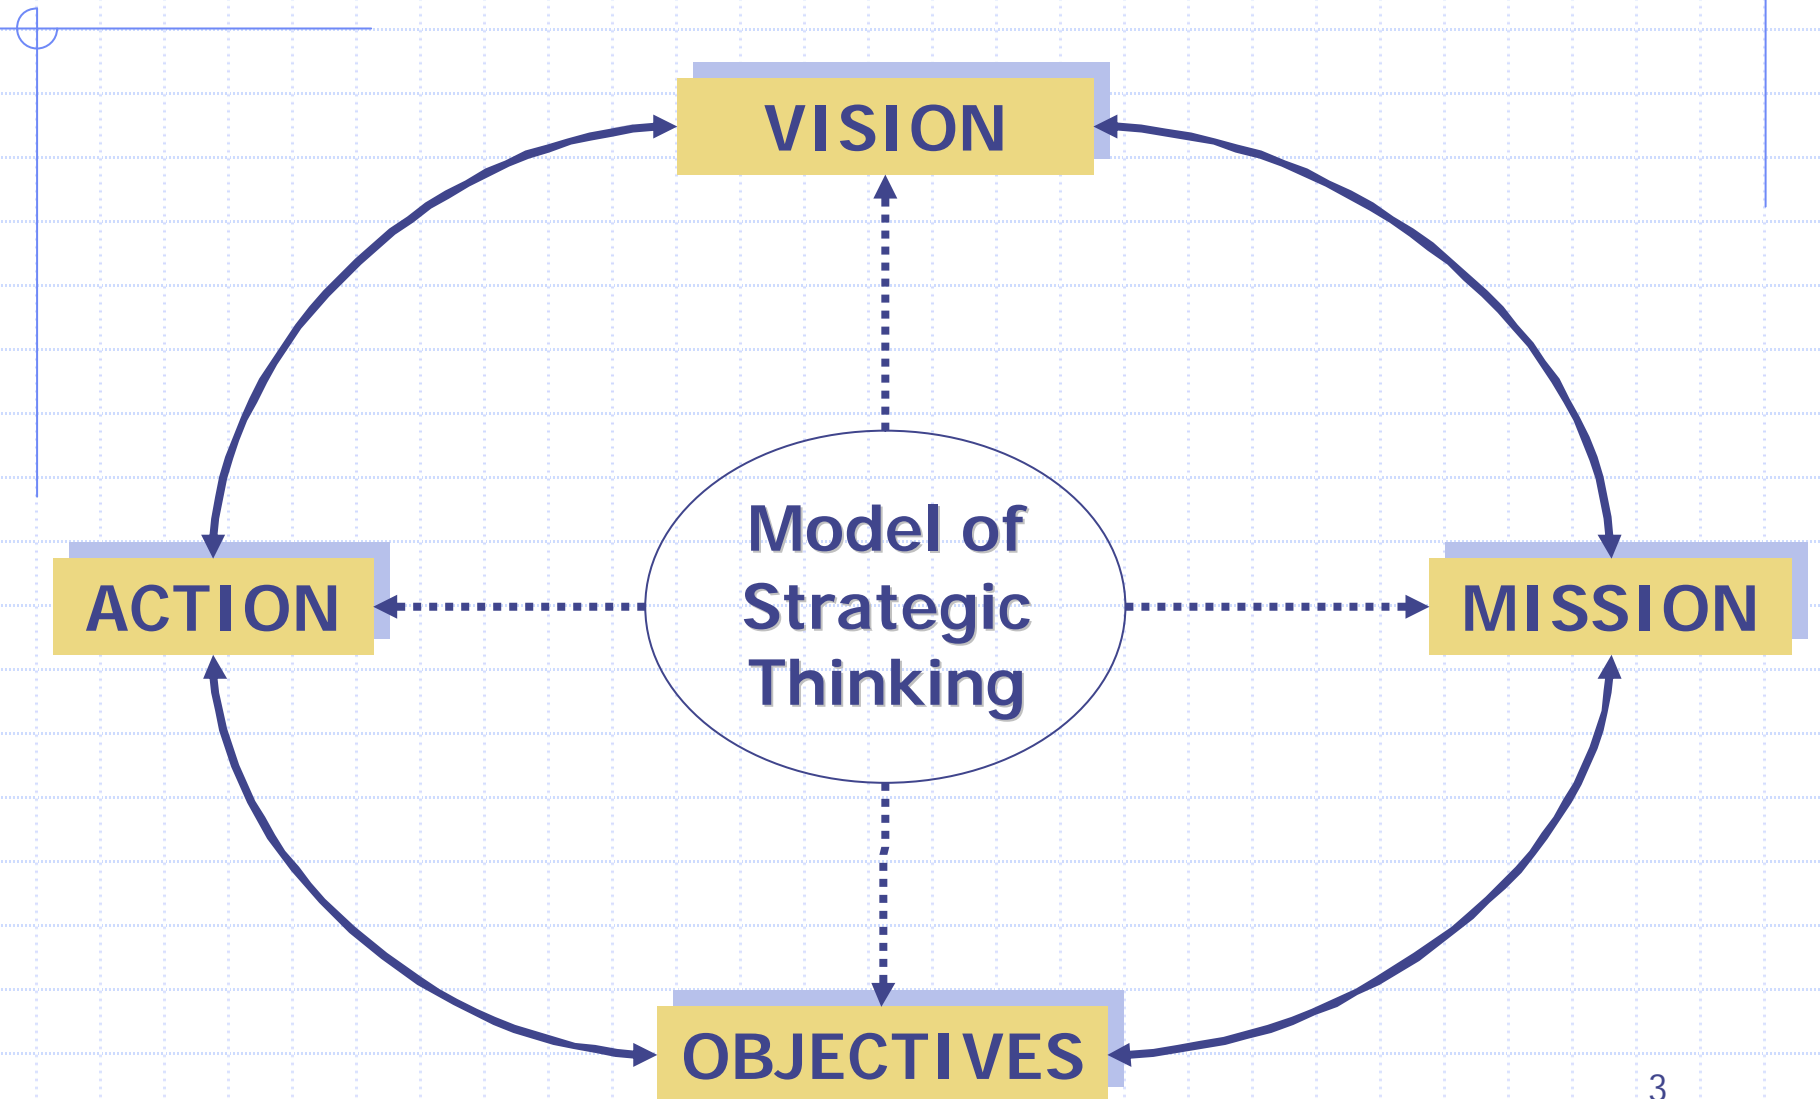 VISION
Model of
Strategic
Thinking
ACTION
MISSION
OBJECTIVES
3